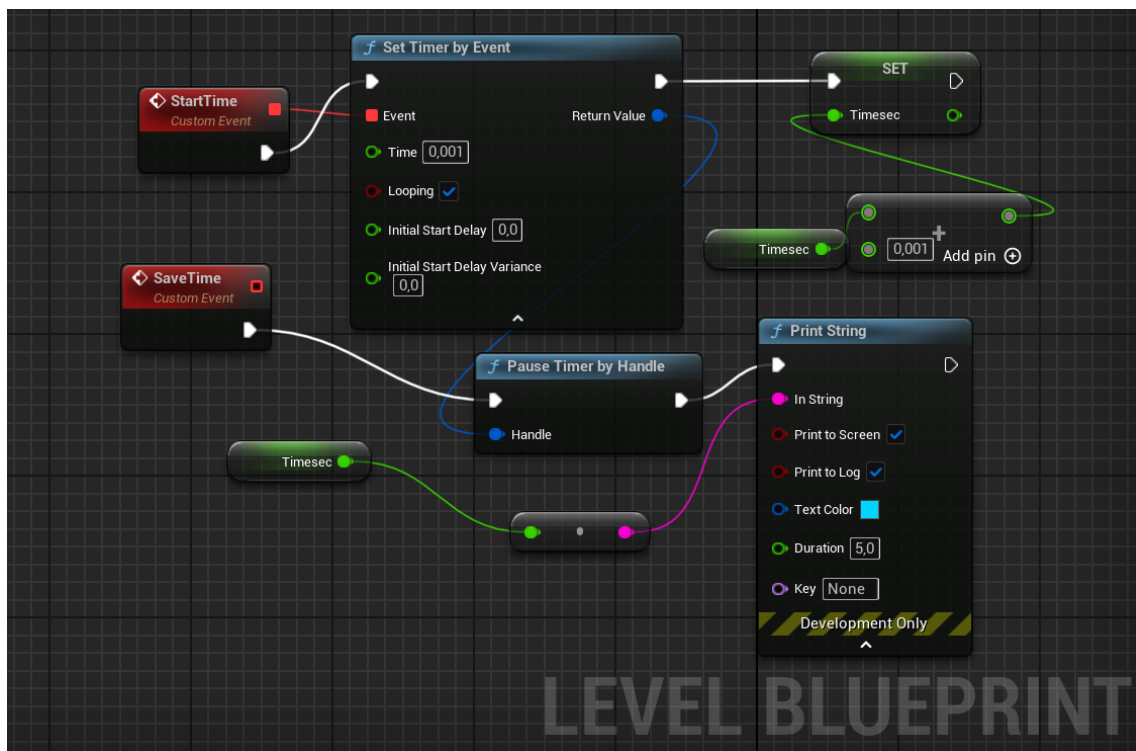 Set Timer by Event
Event
Return Value
Time 0,001
Looping
Initial Start Delay 0,0
Initial Start Delay Variance
0,0
StartTime
Custom Event
SET
Timesec
Timesec
0,001
Add pin
SaveTime
Custom Event
Pause Timer by Handle
Handle
Timesec
Print String
In String
Print to Screen
Print to Log
Text Color
Duration 5,0
Key None
Development Only
LEVEL BLUEPRINT